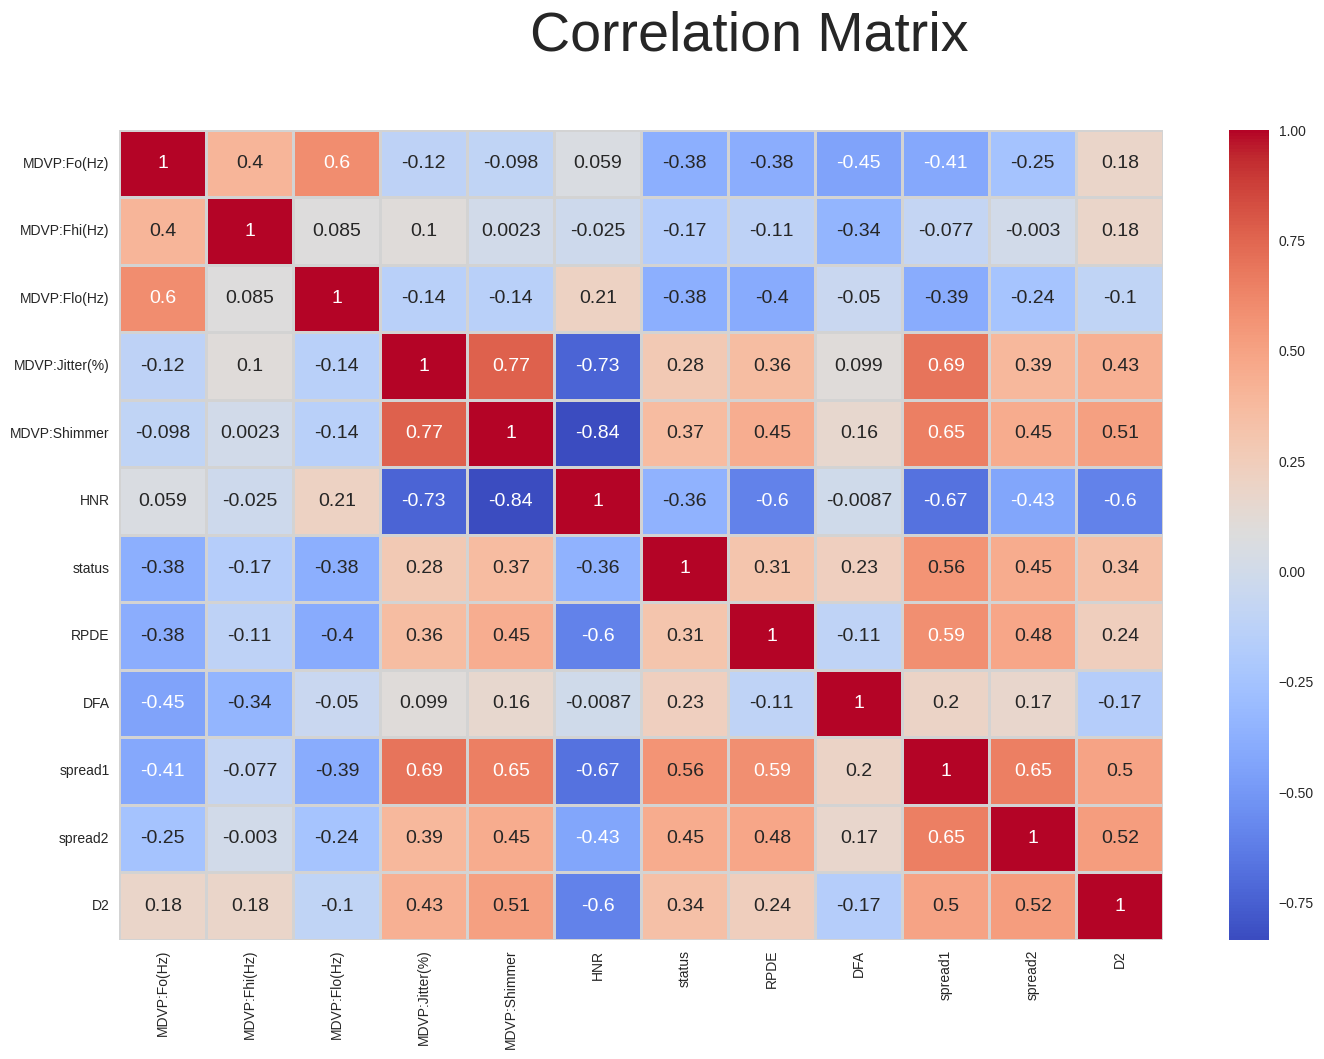 Correlation Matrix
MDVP:Fo(Hz) 1 0.4 0.6 -0.12 -0.098 0.059 -0.38 -0.38 -0.45 -0.41 -0.25 0.18
MDVP:Fhi(Hz) 0.4 1 0.085 0.1 0.0023 -0.025 -0.17 -0.11 -0.34 -0.077 -0.003 0.18
MDVP:Flo(Hz) 0.6 0.085 1 -0.14 -0.14 0.21 -0.38 -0.4 -0.05 -0.39 -0.24 -0.1
MDVP:Jitter(%) -0.12 0.1 -0.14 1 0.77 -0.73 0.28 0.36 0.099 0.69 0.39 0.43
MDVP:Shimmer -0.098 0.0023 -0.14 0.77 1 -0.84 0.37 0.45 0.16 0.65 0.45 0.51
HNR 0.059 -0.025 0.21 -0.73 -0.84 1 -0.36 -0.6 -0.0087 -0.67 -0.43 -0.6
status -0.38 -0.17 -0.38 0.28 0.37 -0.36 1 0.31 0.23 0.56 0.45 0.34
RPDE -0.38 -0.11 -0.4 0.36 0.45 -0.6 0.31 1 -0.11 0.59 0.48 0.24
DFA -0.45 -0.34 -0.05 0.099 0.16 -0.0087 0.23 -0.11 1 0.2 0.17 -0.17
spread1 -0.41 -0.077 -0.39 0.69 0.65 -0.67 0.56 0.59 0.2 1 0.65 0.5
spread2 -0.25 -0.003 -0.24 0.39 0.45 -0.43 0.45 0.48 0.17 0.65 1 0.52
D2 0.18 0.18 -0.1 0.43 0.51 -0.6 0.34 0.24 -0.17 0.5 0.52 1
MDVP:Fo(Hz) MDVP:Fhi(Hz) MDVP:Flo(Hz) MDVP:Jitter(%) MDVP:Shimmer HNR status RPDE DFA spread1 spread2 D2
1.00
0.75
0.50
0.25
0.00
−0.25
−0.50
−0.75